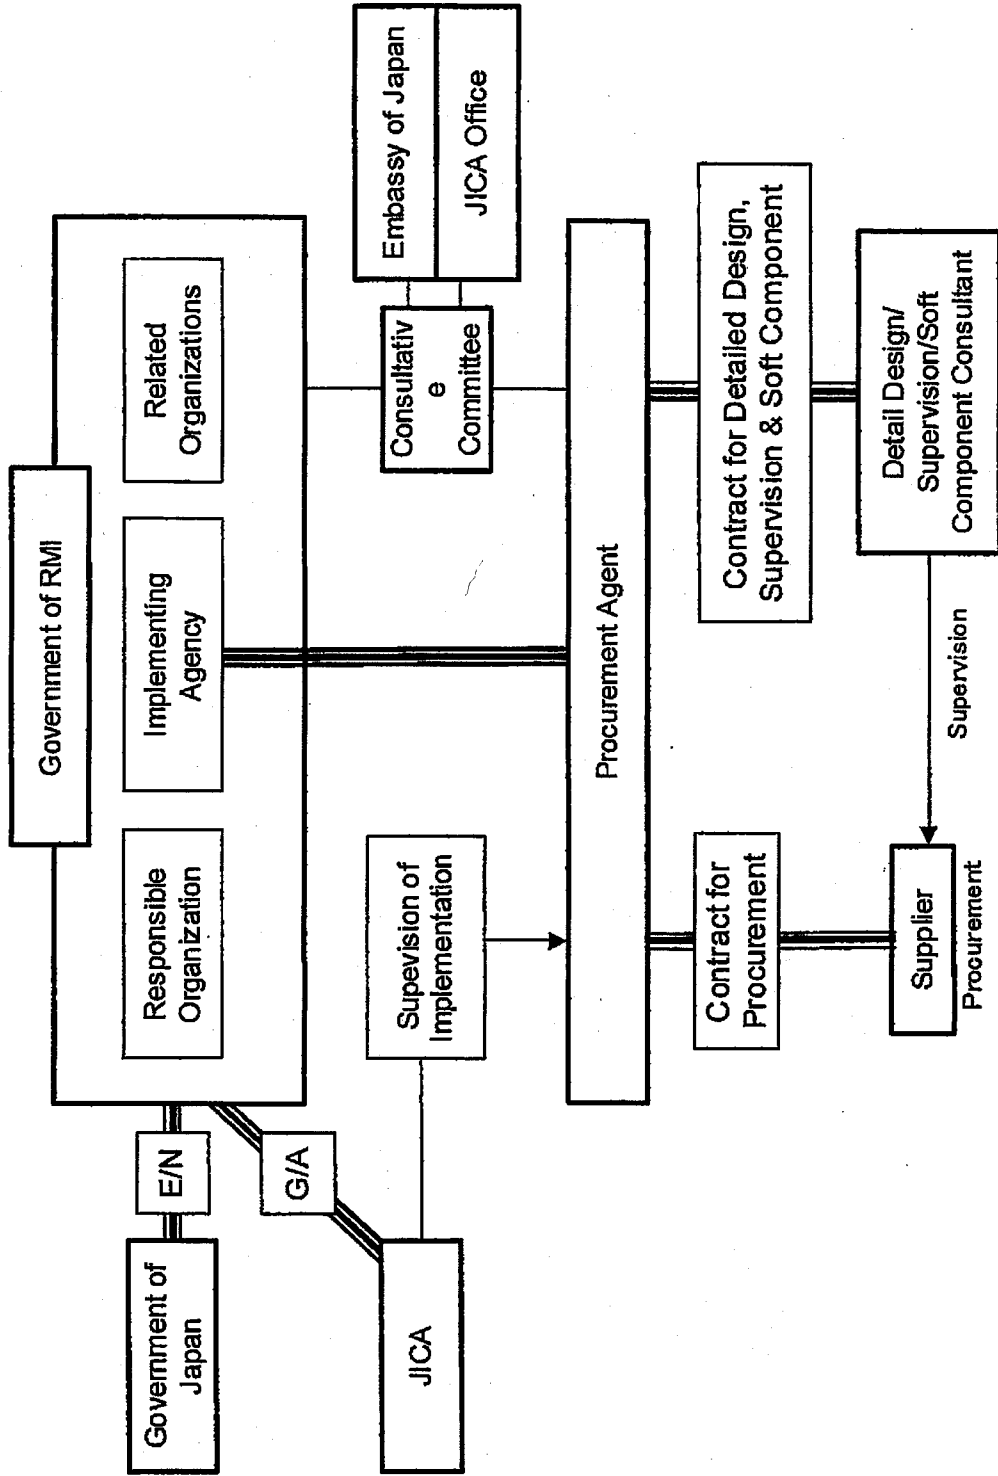 Government of RMI
Responsible
Organization
Implementing
Agency
Related
Organizations
Government of
Japan
E/N
G/A
JICA
Supevision of
Implementation
Consultativ
e
Committee
Embassy of Japan
JICA Office
Procurement Agent
Contract for
Procurement
Contract for Detailed Design,
Supervision & Soft Component
Supplier
Procurement
Supervision
Detail Design/
Supervision/Soft
Component Consultant